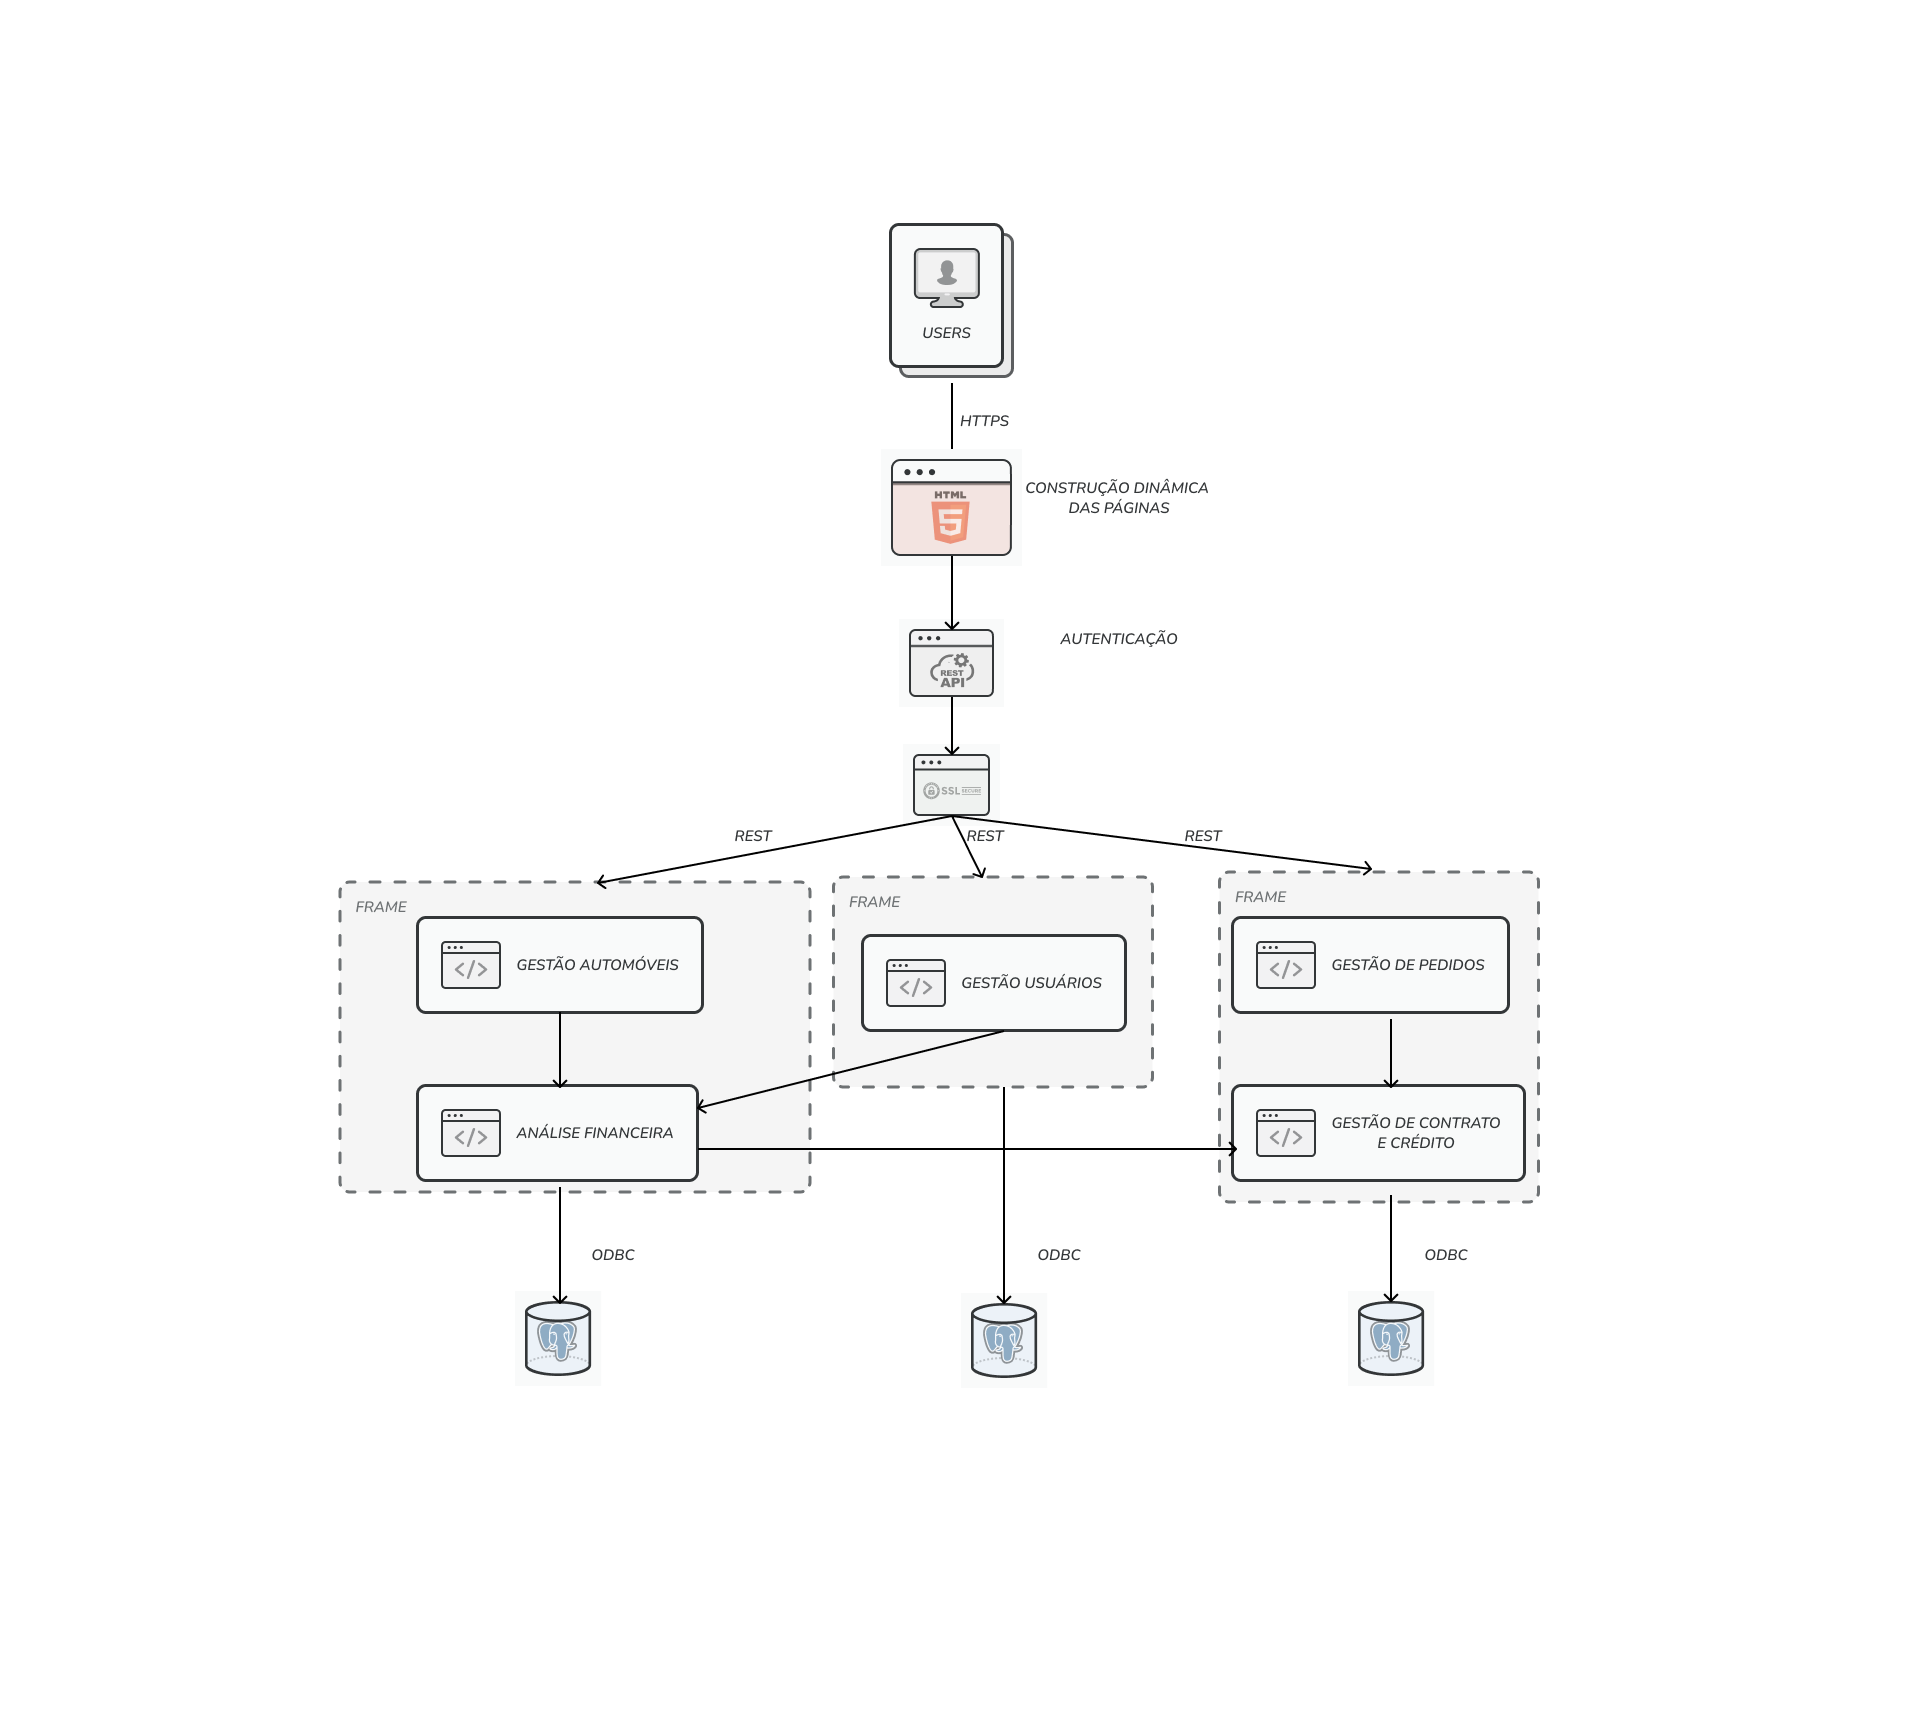 USERS
HTTPS
HTML
CONSTRUÇÃO DINÂMICA
DAS PÁGINAS
AUTENTICAÇÃO
REST
API
SSL SECURE
REST
REST
REST
FRAME
FRAME
FRAME
GESTÃO AUTOMÓVEIS
GESTÃO USUÁRIOS
GESTÃO DE PEDIDOS
ANÁLISE FINANCEIRA
GESTÃO DE CONTRATO
E CRÉDITO
ODBC
ODBC
ODBC